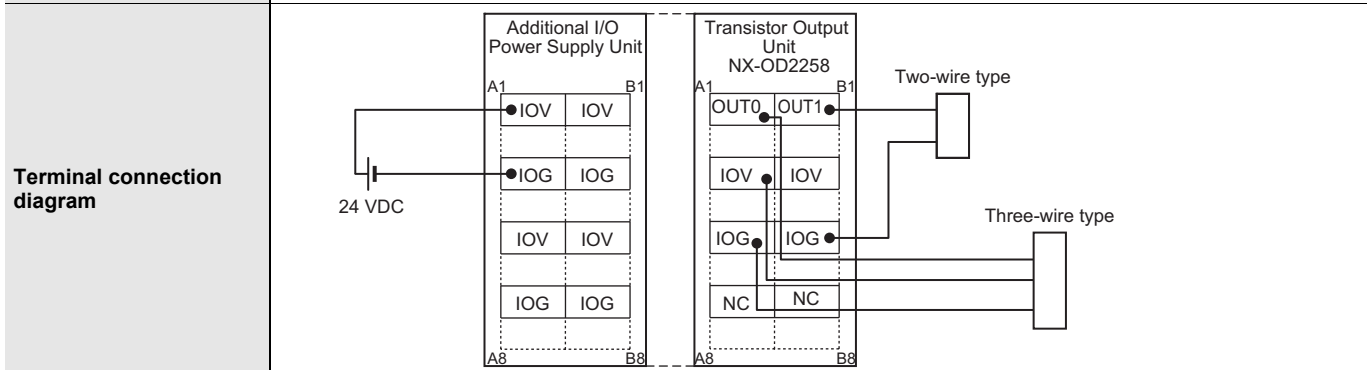 Terminal connection
diagram
Additional I/O
Power Supply Unit
A1 B1
IOV IOV
IOG IOG
IOV IOV
IOG IOG
A8 B8
24 VDC
Transistor Output
Unit
NX-OD2258
A1 B1
OUT0 OUT1
IOV IOV
IOG IOG
NC NC
A8 B8
Two-wire type
Three-wire type